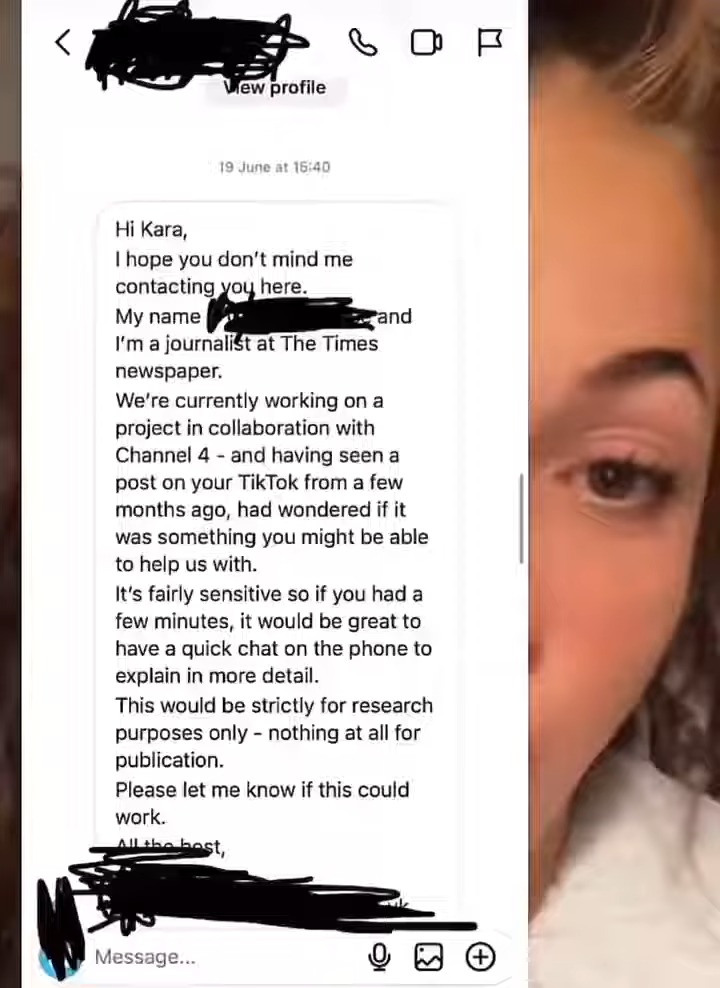 View profile
19 June at 16:40
Hi Kara,
I hope you don't mind me
contacting you here.
My name and
I'm a journalist at The Times
newspaper.
We're currently working on a
project in collaboration with
Channel 4 - and having seen a
post on your TikTok from a few
months ago, had wondered if it
was something you might be able
to help us with.
It's fairly sensitive so if you had a
few minutes, it would be great to
have a quick chat on the phone to
explain in more detail.
This would be strictly for research
purposes only - nothing at all for
publication.
Please let me know if this could
work.
All the best,
Message...